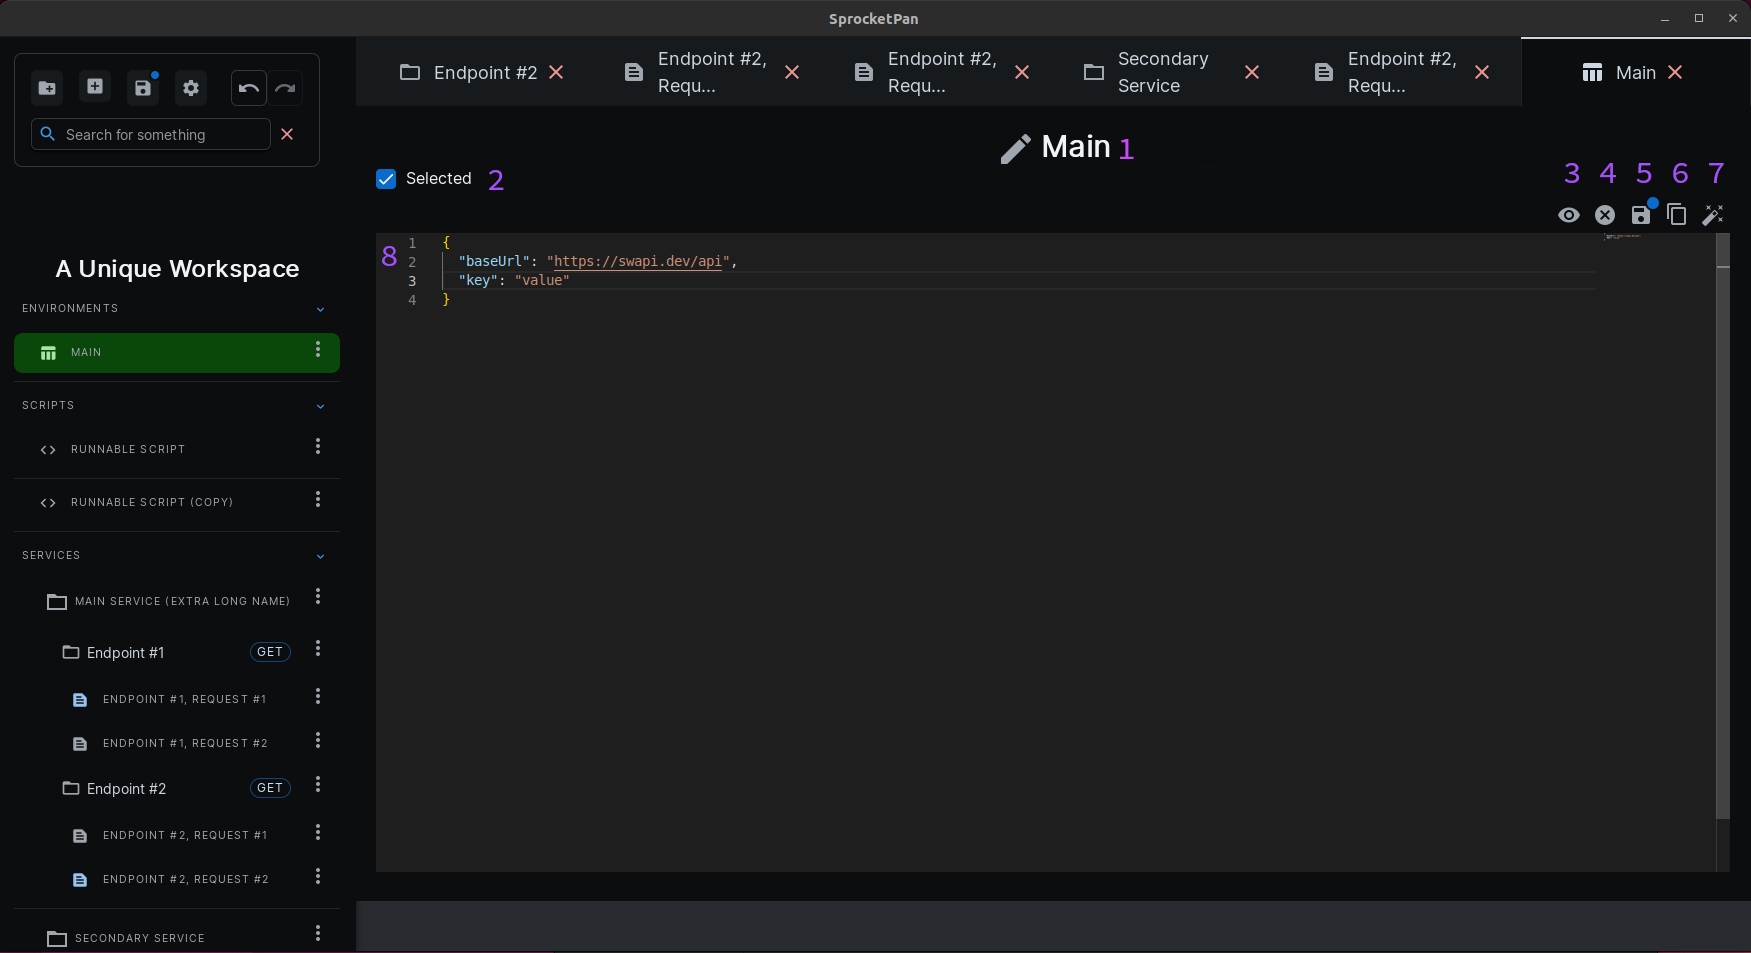 SprocketPan
Endpoint #2
Endpoint #2,
Requ...
Endpoint #2,
Requ...
Secondary
Service
Endpoint #2,
Requ...
Main
Search for something
Main 1
Selected 2
3 4 5 6 7
A Unique Workspace
ENVIRONMENTS
MAIN
SCRIPTS
RUNNABLE SCRIPT
RUNNABLE SCRIPT (COPY)
SERVICES
MAIN SERVICE (EXTRA LONG NAME)
Endpoint #1 GET
ENDPOINT #1, REQUEST #1
ENDPOINT #1, REQUEST #2
Endpoint #2 GET
ENDPOINT #2, REQUEST #1
ENDPOINT #2, REQUEST #2
SECONDARY SERVICE
8
1 {
2 "baseUrl": "https://swapi.dev/api",
3 "key": "value"
4 }